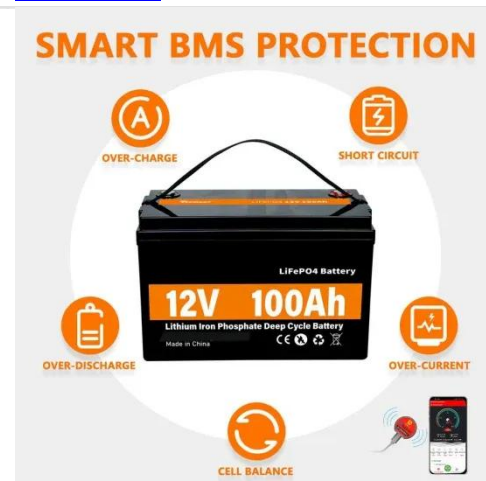 SMART BMS PROTECTION
OVER-CHARGE
SHORT CIRCUIT
LiFePO4 Battery
12V 100Ah
Lithium Iron Phosphate Deep Cycle Battery
Made in China
CE
OVER-DISCHARGE
OVER-CURRENT
CELL BALANCE